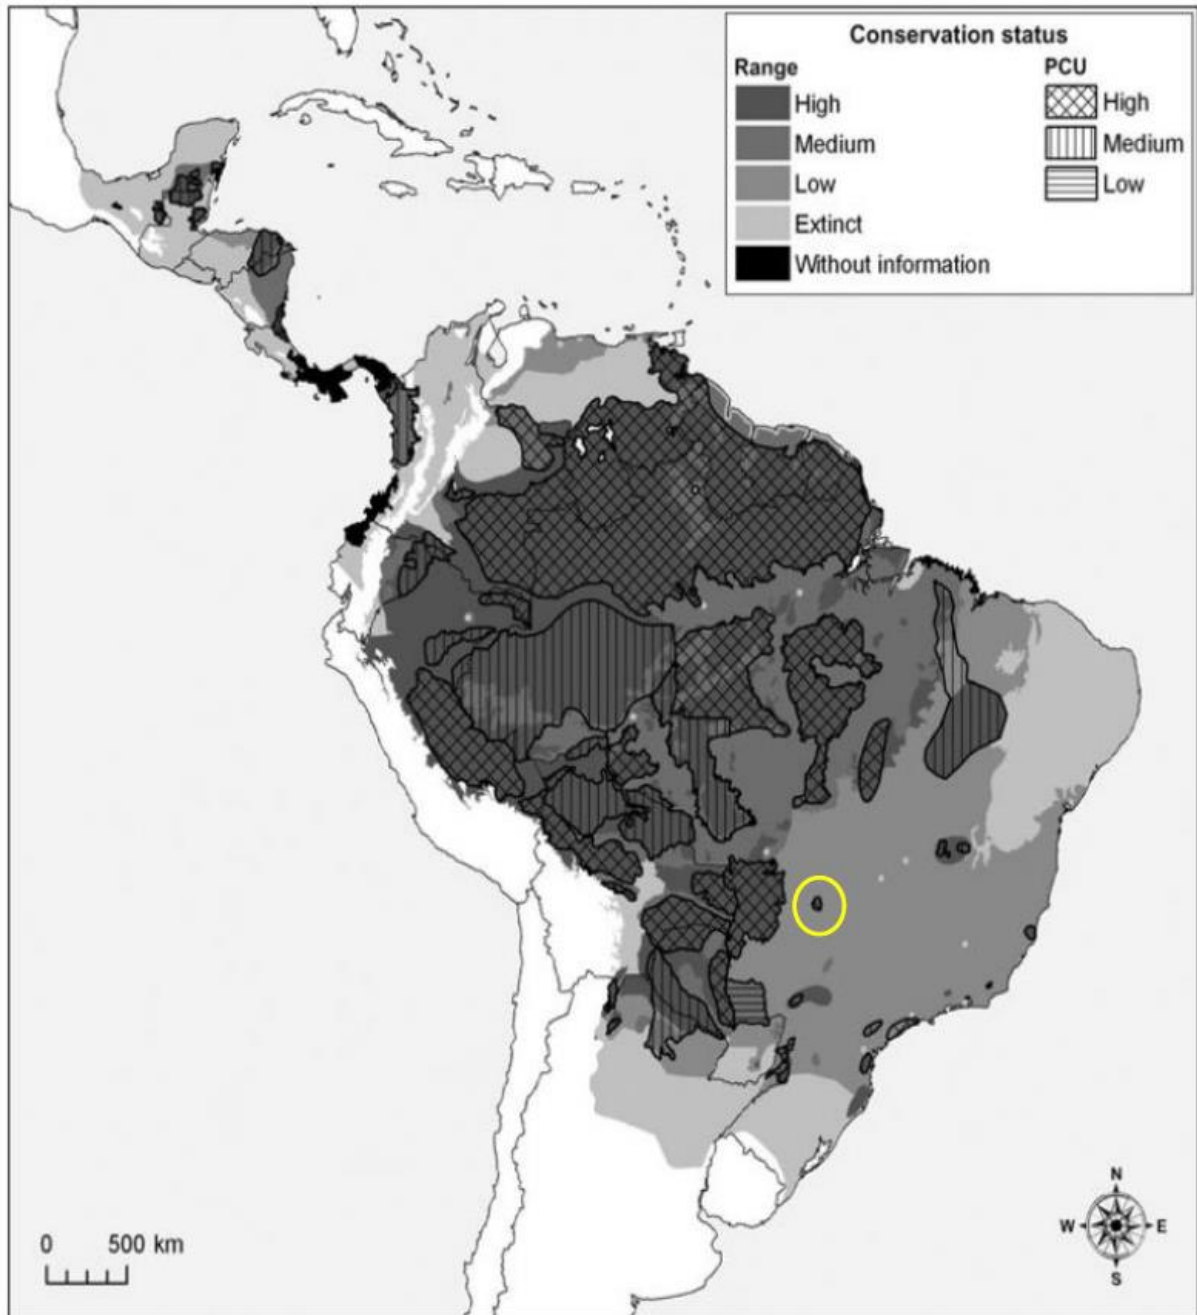 Conservation status
Range
PCU
High
High
Medium
Medium
Low
Low
Extinct
Without information
0 500 km
N
W E
S